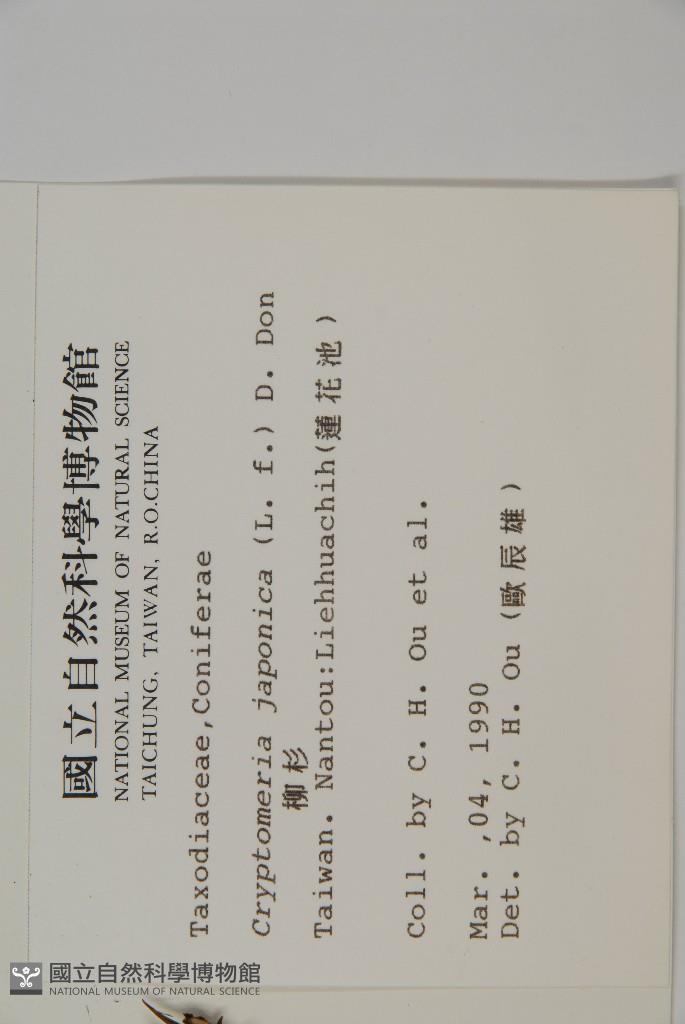 國立自然科學博物館
NATIONAL MUSEUM OF NATURAL SCIENCE
TAICHUNG, TAIWAN, R.O.CHINA
Taxodiaceae,Coniferae
Cryptomeria japonica (L. f.) D. Don
柳杉
Taiwan. Nantou:Liehhuachih(蓮花池)
Coll. by C. H. Ou et al.
Mar. ,04, 1990
Det. by C. H. Ou (歐辰雄)
國立自然科學博物館
NATIONAL MUSEUM OF NATURAL SCIENCE